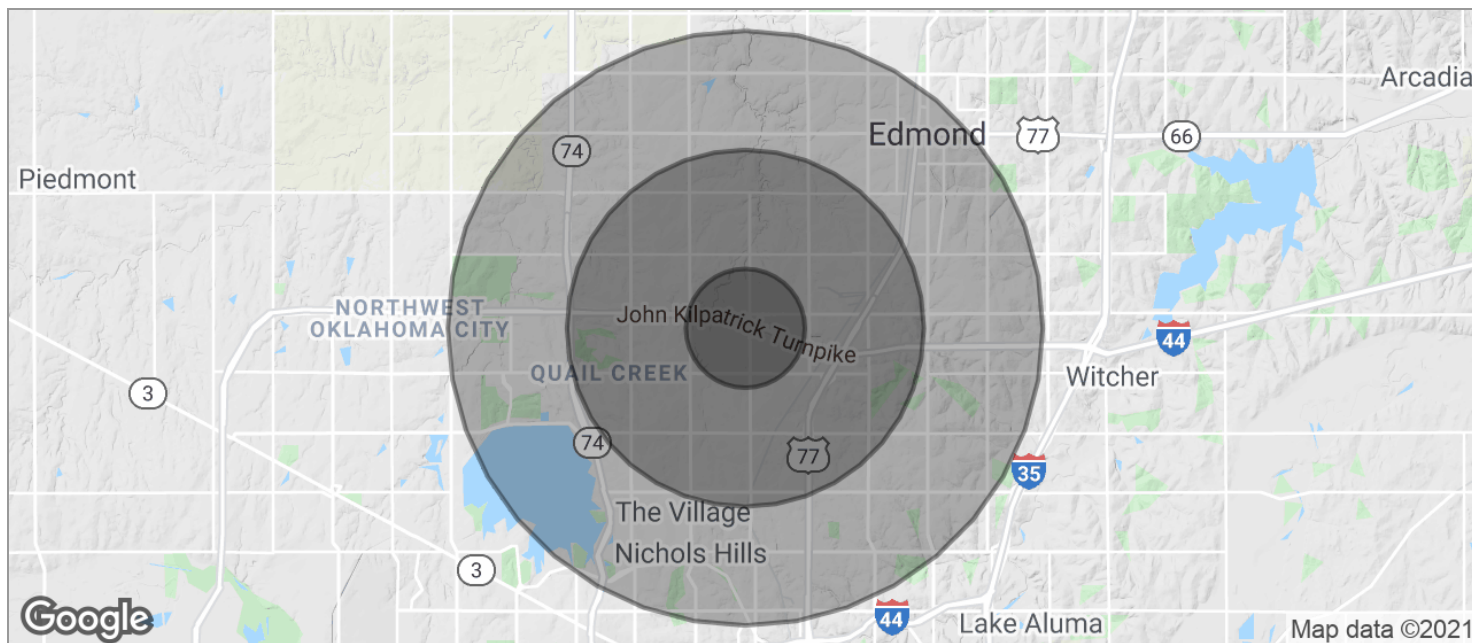 Arcadia
Edmond
77
66
74
Piedmont
NORTHWEST
OKLAHOMA CITY
John Kilpatrick Turnpike
44
QUAIL CREEK
Witcher
3
74
77
35
The Village
Nichols Hills
3
44
Lake Aluma
Google
Map data ©2021